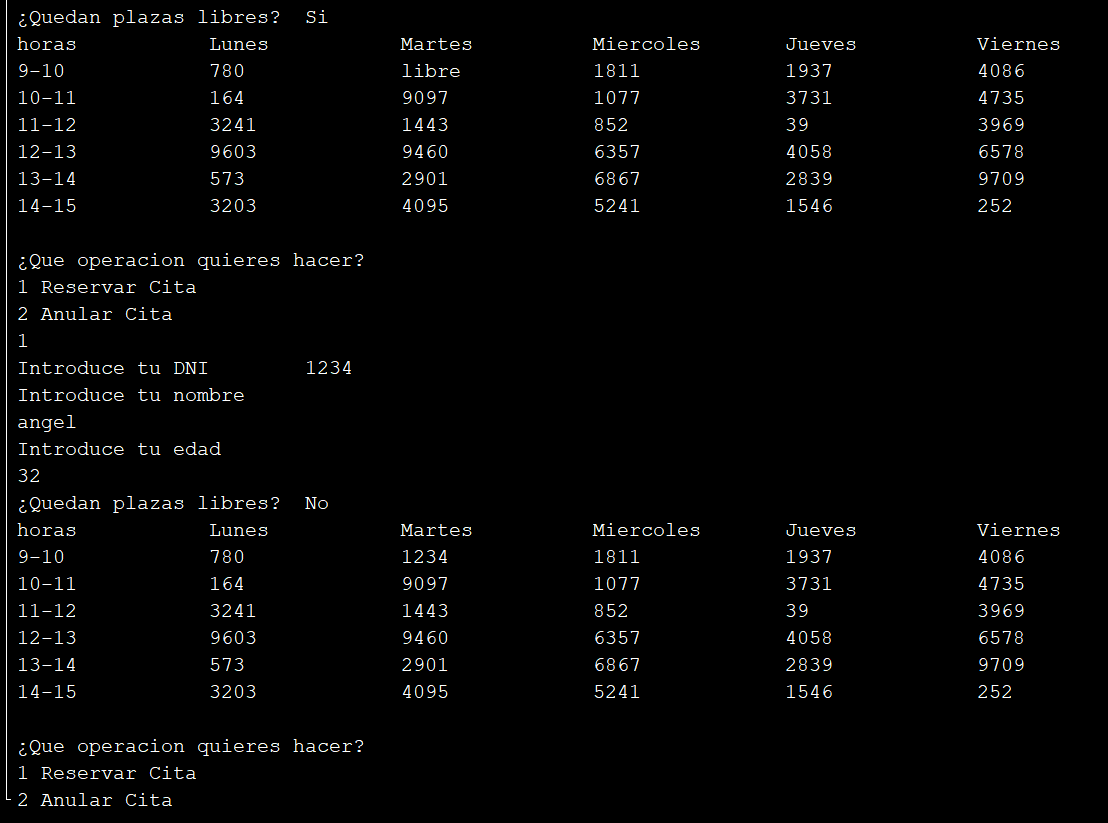 ¿Quedan plazas libres? Si
horas Lunes Martes Miercoles Jueves Viernes
9-10 780 libre 1811 1937 4086
10-11 164 9097 1077 3731 4735
11-12 3241 1443 852 39 3969
12-13 9603 9460 6357 4058 6578
13-14 573 2901 6867 2839 9709
14-15 3203 4095 5241 1546 252
¿Que operacion quieres hacer?
1 Reservar Cita
2 Anular Cita
1
Introduce tu DNI 1234
Introduce tu nombre
angel
Introduce tu edad
32
¿Quedan plazas libres? No
horas Lunes Martes Miercoles Jueves Viernes
9-10 780 1234 1811 1937 4086
10-11 164 9097 1077 3731 4735
11-12 3241 1443 852 39 3969
12-13 9603 9460 6357 4058 6578
13-14 573 2901 6867 2839 9709
14-15 3203 4095 5241 1546 252
¿Que operacion quieres hacer?
1 Reservar Cita
2 Anular Cita